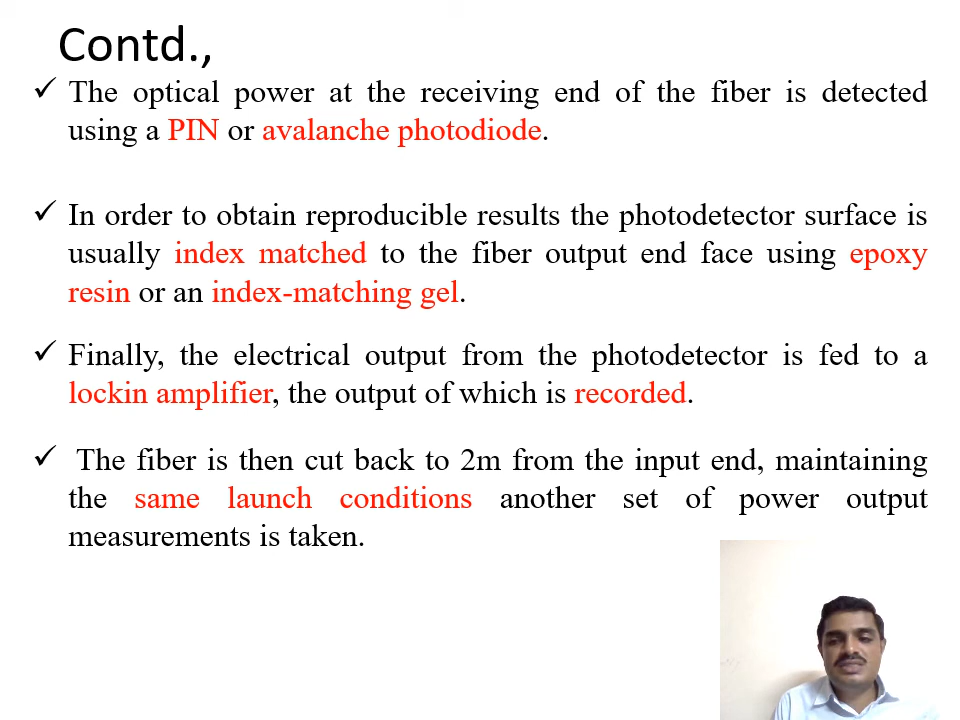 Contd.,
✓ The optical power at the receiving end of the fiber is detected
using a PIN or avalanche photodiode.
✓ In order to obtain reproducible results the photodetector surface is
usually index matched to the fiber output end face using epoxy
resin or an index-matching gel.
✓ Finally, the electrical output from the photodetector is fed to a
lockin amplifier, the output of which is recorded.
✓ The fiber is then cut back to 2m from the input end, maintaining
the same launch conditions another set of power output
measurements is taken.